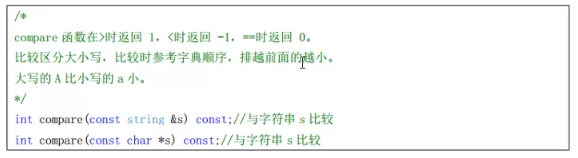 /*
compare 函数在>时返回 1，<时返回 -1，==时返回 0。
比较区分大小写，比较时参考字典顺序，排越前面的越小。
大写的 A 比小写的 a 小。
*/
int compare(const string &s) const;//与字符串 s 比较
int compare(const char *s) const;//与字符串 s 比较